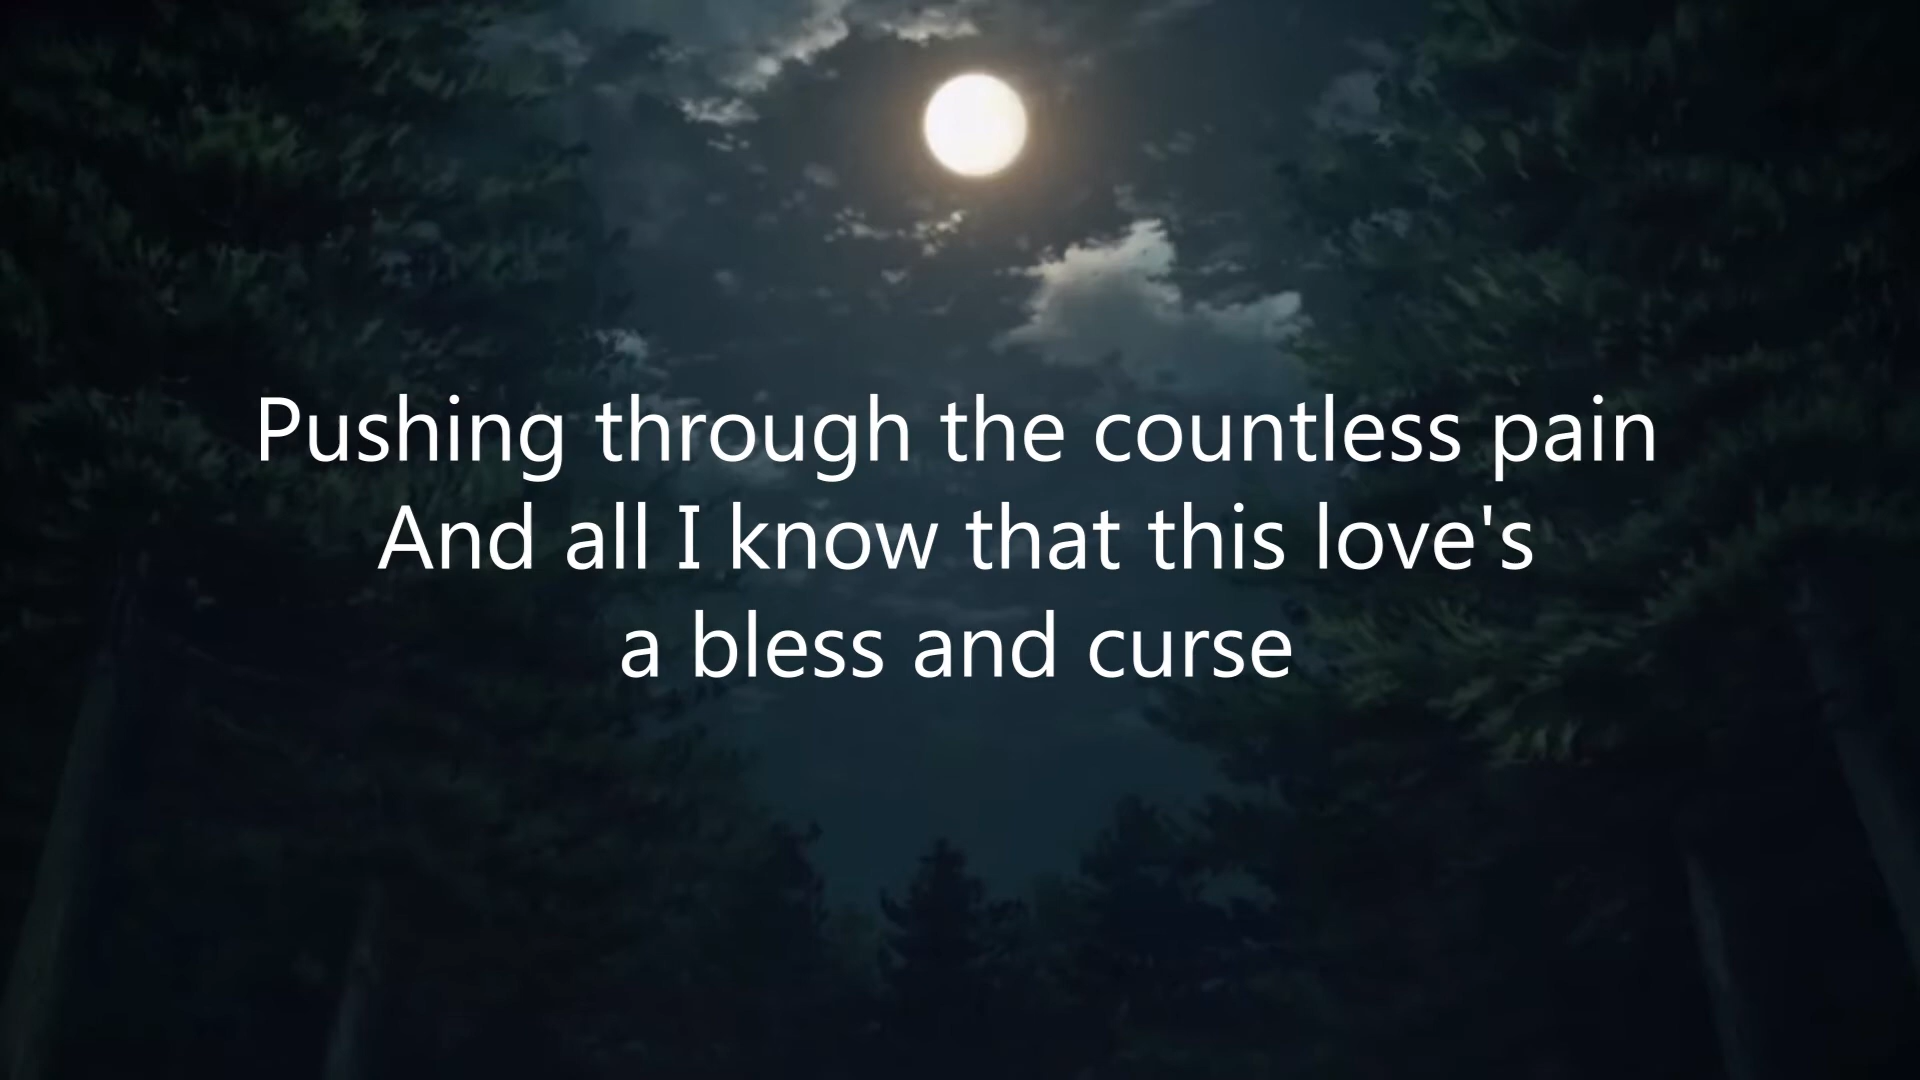 Pushing through the countless pain
And all I know that this love's
a bless and curse